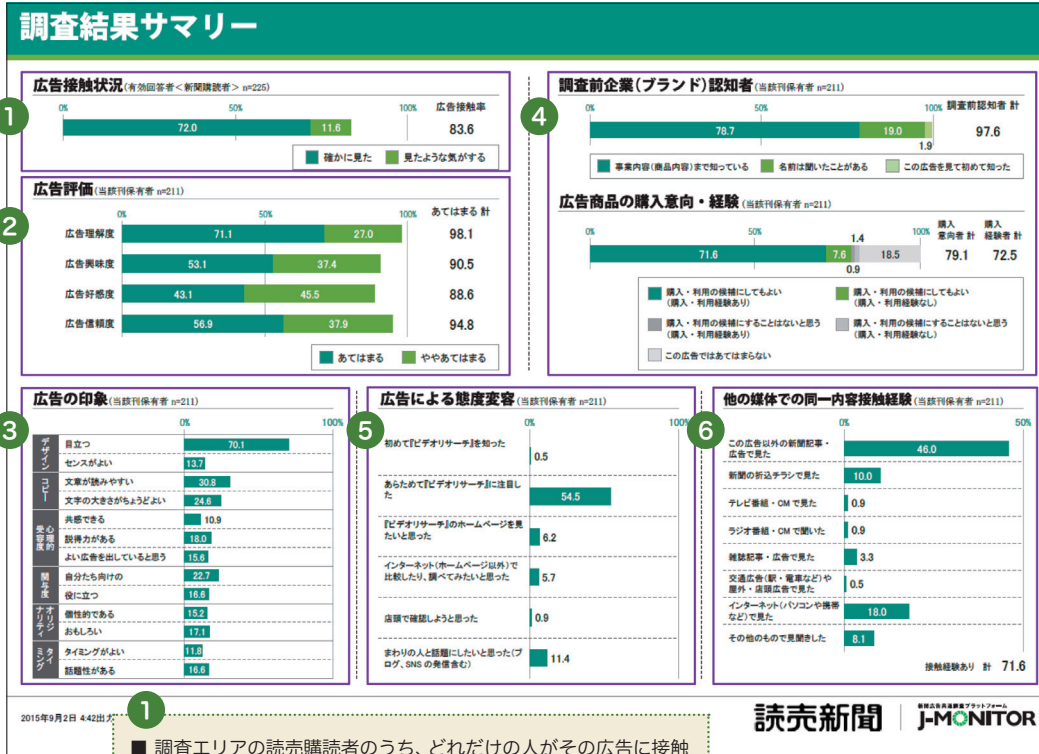 調査結果サマリー
1
広告接触状況(有効回答者<新聞購読者> n=225)
0% 50% 100% 広告接触率
72.0 11.6 83.6
確かに見た 見たような気がする
2
広告評価(当該刊保有者 n=211)
0% 50% 100% あてはまる 計
広告理解度 71.1 27.0 98.1
広告興味度 53.1 37.4 90.5
広告好感度 43.1 45.5 88.6
広告信頼度 56.9 37.9 94.8
あてはまる ややあてはまる
4
調査前企業(ブランド)認知者(当該刊保有者 n=211)
0% 50% 100% 調査前認知者 計
78.7 19.0 97.6
1.9
事業内容(商品内容)まで知っている 名前は聞いたことがある この広告を見て初めて知った
広告商品の購入意向・経験(当該刊保有者 n=211)
0% 50% 100% 購入 購入
意向者 計 経験者 計
1.4
71.6 7.6 18.5 79.1 72.5
0.9
購入・利用の候補にしてもよい 購入・利用の候補にしてもよい
(購入・利用経験あり) (購入・利用経験なし)
購入・利用の候補にすることはないと思う 購入・利用の候補にすることはないと思う
(購入・利用経験あり) (購入・利用経験なし)
この広告ではあてはまらない
3
広告の印象(当該刊保有者 n=211)
0% 100%
デザイン
目立つ 70.1
センスがよい 13.7
コピー
文章が読みやすい 30.8
文字の大きさがちょうどよい 24.6
心理的
受容度
共感できる 10.9
説得力がある 18.0
よい広告を出していると思う 15.6
関与度
自分たち向けの 22.7
役に立つ 16.6
オリジ
ナリティ
個性的である 15.2
おもしろい 17.1
タイ
ミング
タイミングがよい 11.8
話題性がある 16.6
5
広告による態度変容(当該刊保有者 n=211)
0% 100%
初めて『ビデオリサーチ』を知った 0.5
あらためて『ビデオリサーチ』に注目し
た 54.5
『ビデオリサーチ』のホームページを見
たいと思った 6.2
インターネット(ホームページ以外)で
比較したり、調べてみたいと思った 5.7
店頭で確認しようと思った 0.9
まわりの人と話題にしたいと思った(ブ
ログ、SNS の発信含む) 11.4
6
他の媒体での同一内容接触経験(当該刊保有者 n=211)
0% 50%
この広告以外の新聞記事・
広告で見た 46.0
新聞の折込チラシで見た 10.0
テレビ番組・CM で見た 0.9
ラジオ番組・CM で聞いた 0.9
雑誌記事・広告で見た 3.3
交通広告(駅・電車など)や
屋外・店頭広告で見た 0.5
インターネット(パソコンや携帯
など)で見た 18.0
その他のもので見聞きした 8.1
接触経験あり 計 71.6
2015年9月2日 4:42出力
読売新聞
新聞広告共通調査プラットフォーム
J-MONITOR
1
■ 調査エリアの読売購読者のうち、どれだけの人がその広告に接触